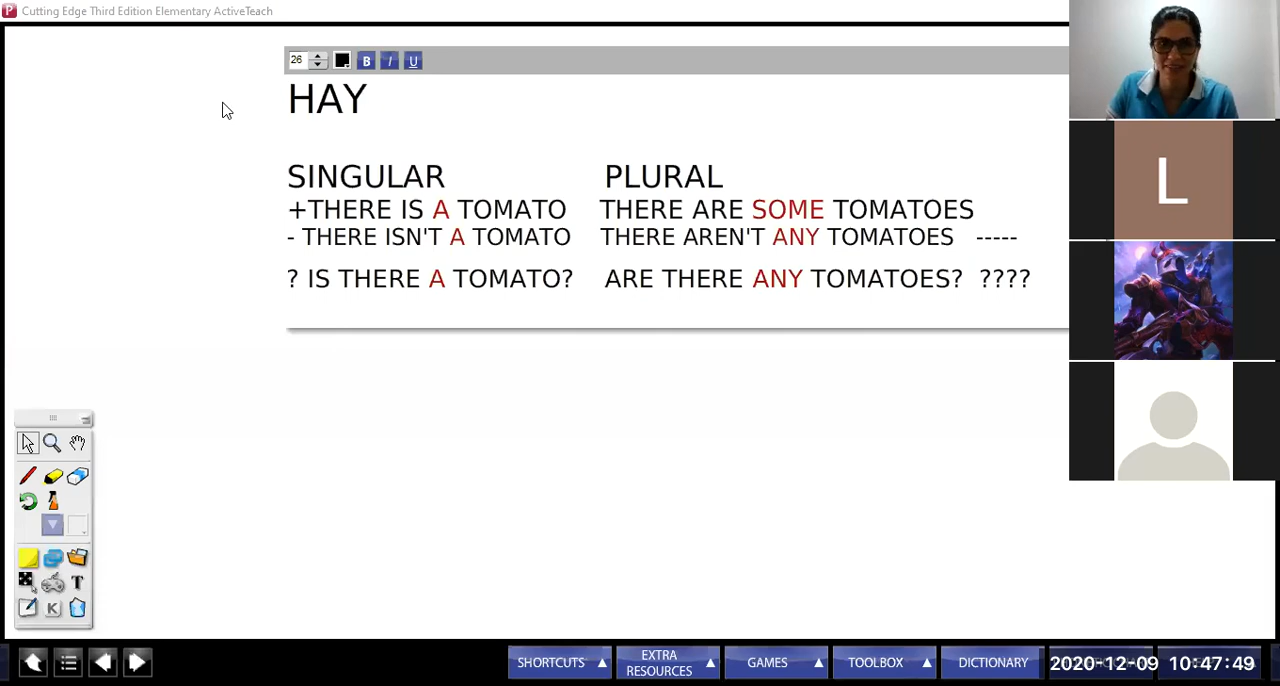 Cutting Edge Third Edition Elementary ActiveTeach
26 B I U
HAY
SINGULAR PLURAL
+THERE IS A TOMATO THERE ARE SOME TOMATOES
- THERE ISN'T A TOMATO THERE AREN'T ANY TOMATOES -----
? IS THERE A TOMATO? ARE THERE ANY TOMATOES? ????
L
T
K
SHORTCUTS EXTRA RESOURCES GAMES TOOLBOX DICTIONARY
2020-12-09 10:47:49